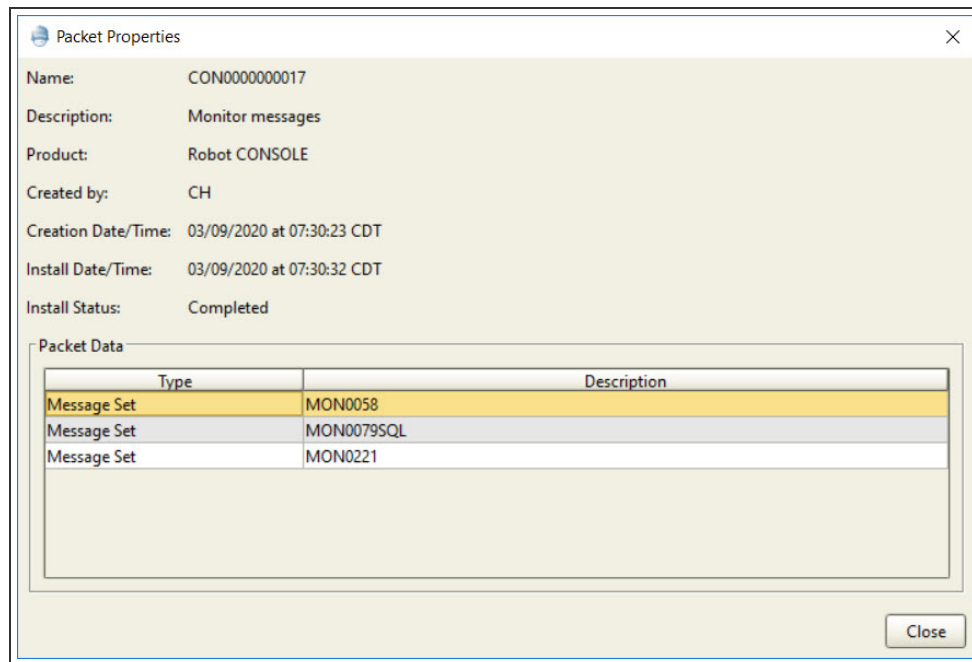 Packet Properties
Name: CON0000000017
Description: Monitor messages
Product: Robot CONSOLE
Created by: CH
Creation Date/Time: 03/09/2020 at 07:30:23 CDT
Install Date/Time: 03/09/2020 at 07:30:32 CDT
Install Status: Completed
Packet Data
Type Description
Message Set MON0058
Message Set MON0079SQL
Message Set MON0221
Close